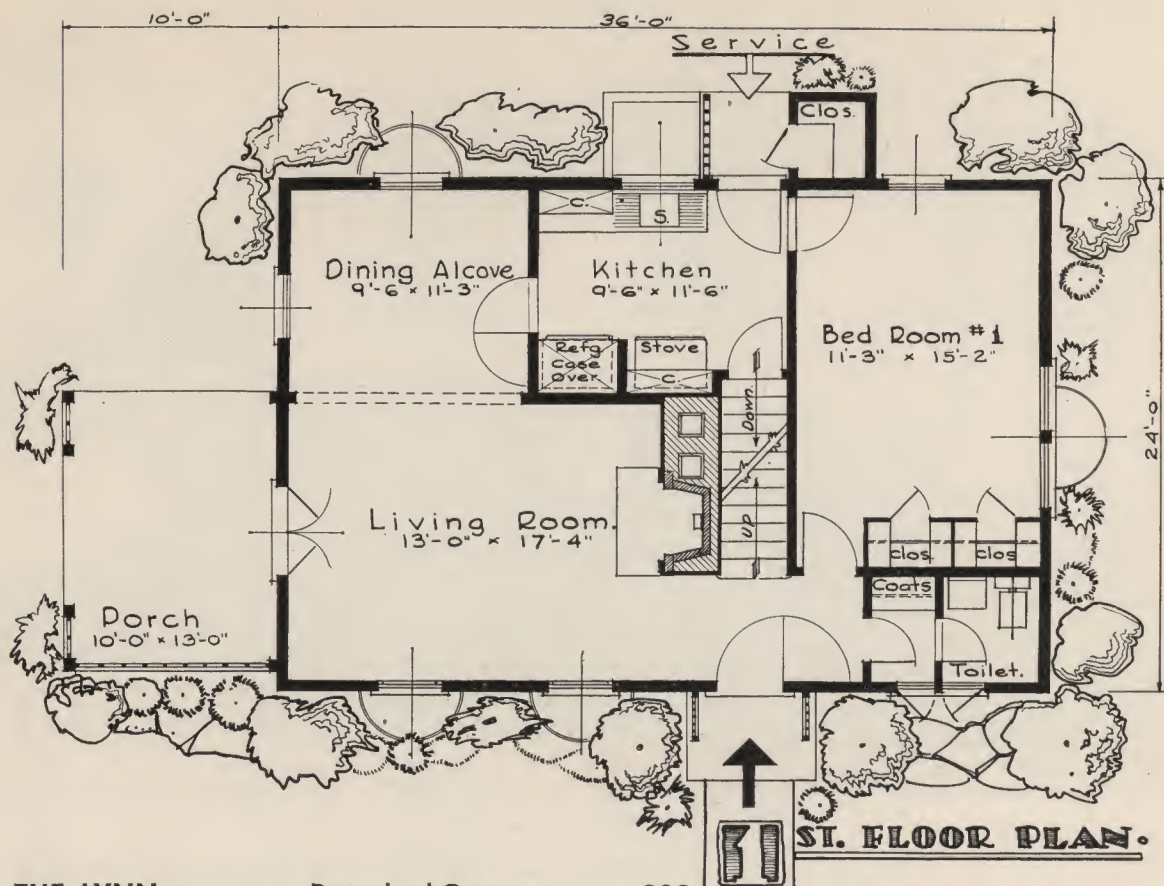 10'-0"
36'-0"
Service
Clos.
C.
S.
Dining Alcove
9'-6" × 11'-3"
Kitchen
9'-6" × 11'-6"
Refg
Case
Over
Stove
C
Bed Room #1
11'-3" × 15'-2"
24'-0"
Down.
UP
Living Room.
13'-0" × 17'-4"
clos.
clos
Coats
Toilet.
Porch
10'-0" × 13'-0"
1 ST. FLOOR PLAN.